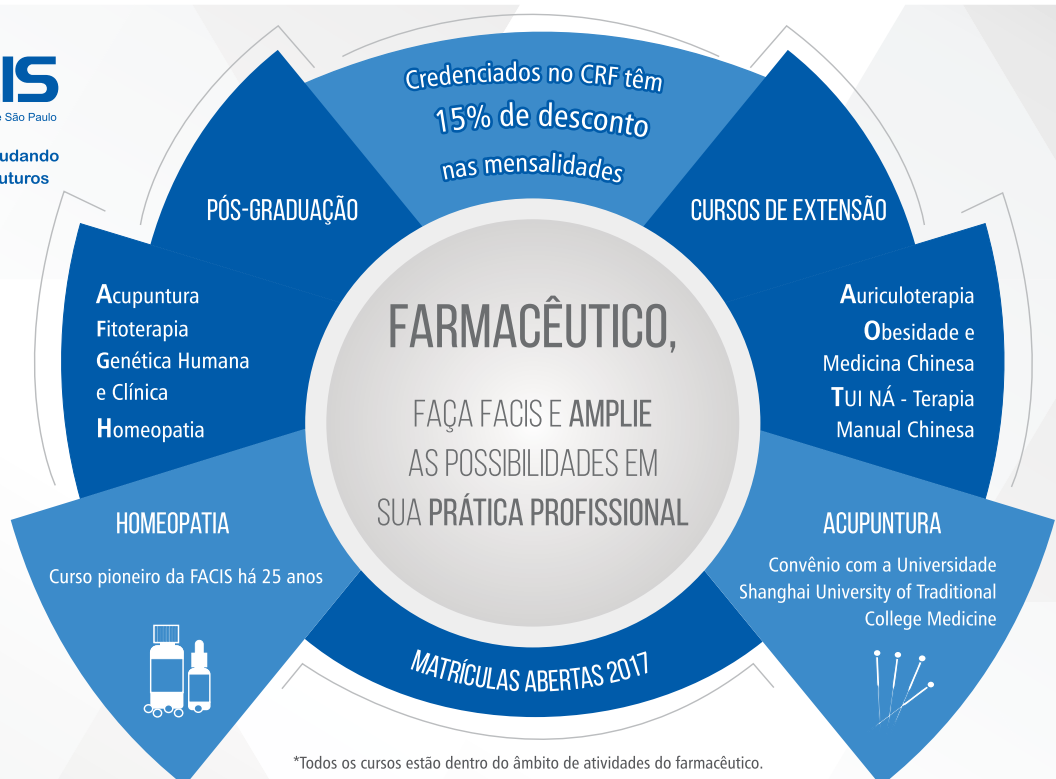 IS
São Paulo
Credenciados no CRF têm
15% de desconto
nas mensalidades
PÓS-GRADUAÇÃO
Acupuntura
Fitoterapia
Genética Humana
e Clínica
Homeopatia
CURSOS DE EXTENSÃO
Auriculoterapia
Obesidade e
Medicina Chinesa
TUI NÁ - Terapia
Manual Chinesa
FARMACÊUTICO,
FAÇA FACIS E AMPLIE
AS POSSIBILIDADES EM
SUA PRÁTICA PROFISSIONAL
HOMEOPATIA
Curso pioneiro da FACIS há 25 anos
ACUPUNTURA
Convênio com a Universidade
Shanghai University of Traditional
College Medicine
MATRÍCULAS ABERTAS 2017
*Todos os cursos estão dentro do âmbito de atividades do farmacêutico.